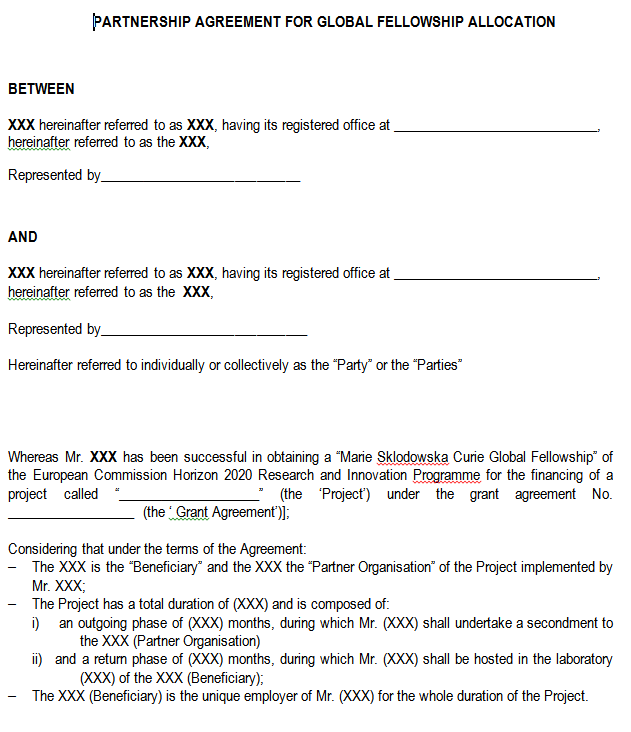 PARTNERSHIP AGREEMENT FOR GLOBAL FELLOWSHIP ALLOCATION
BETWEEN
XXX hereinafter referred to as XXX, having its registered office at ____________________________,
hereinafter referred to as the XXX,
Represented by___________________________
AND
XXX hereinafter referred to as XXX, having its registered office at ____________________________,
hereinafter referred to as the XXX,
Represented by____________________________
Hereinafter referred to individually or collectively as the “Party” or the “Parties”
Whereas Mr. XXX has been successful in obtaining a “Marie Sklodowska Curie Global Fellowship” of
the European Commission Horizon 2020 Research and Innovation Programme for the financing of a
project called “___________________” (the ‘Project’) under the grant agreement No.
_________________ (the ‘ Grant Agreement’)];
Considering that under the terms of the Agreement:
– The XXX is the “Beneficiary” and the XXX the “Partner Organisation” of the Project implemented by
Mr. XXX;
– The Project has a total duration of (XXX) months and is composed of:
i) an outgoing phase of (XXX) months, during which Mr. (XXX) shall undertake a secondment to
the XXX (Partner Organisation)
ii) and a return phase of (XXX) months, during which Mr. (XXX) shall be hosted in the laboratory
(XXX) of the XXX (Beneficiary);
– The XXX (Beneficiary) is the unique employer of Mr. (XXX) for the whole duration of the Project.